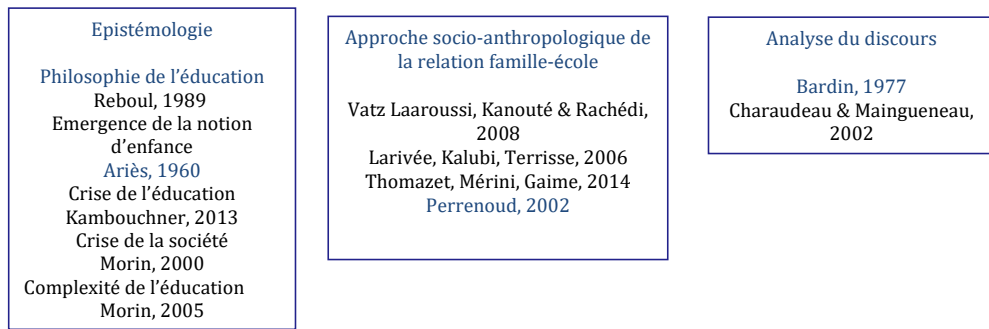 Epistémologie
Philosophie de l’éducation
Reboul, 1989
Emergence de la notion
d’enfance
Ariès, 1960
Crise de l’éducation
Kambouchner, 2013
Crise de la société
Morin, 2000
Complexité de l’éducation
Morin, 2005
Approche socio-anthropologique de
la relation famille-école
Vatz Laaroussi, Kanouté & Rachédi,
2008
Larivée, Kalubi, Terrisse, 2006
Thomazet, Mérini, Gaime, 2014
Perrenoud, 2002
Analyse du discours
Bardin, 1977
Charaudeau & Maingueneau,
2002